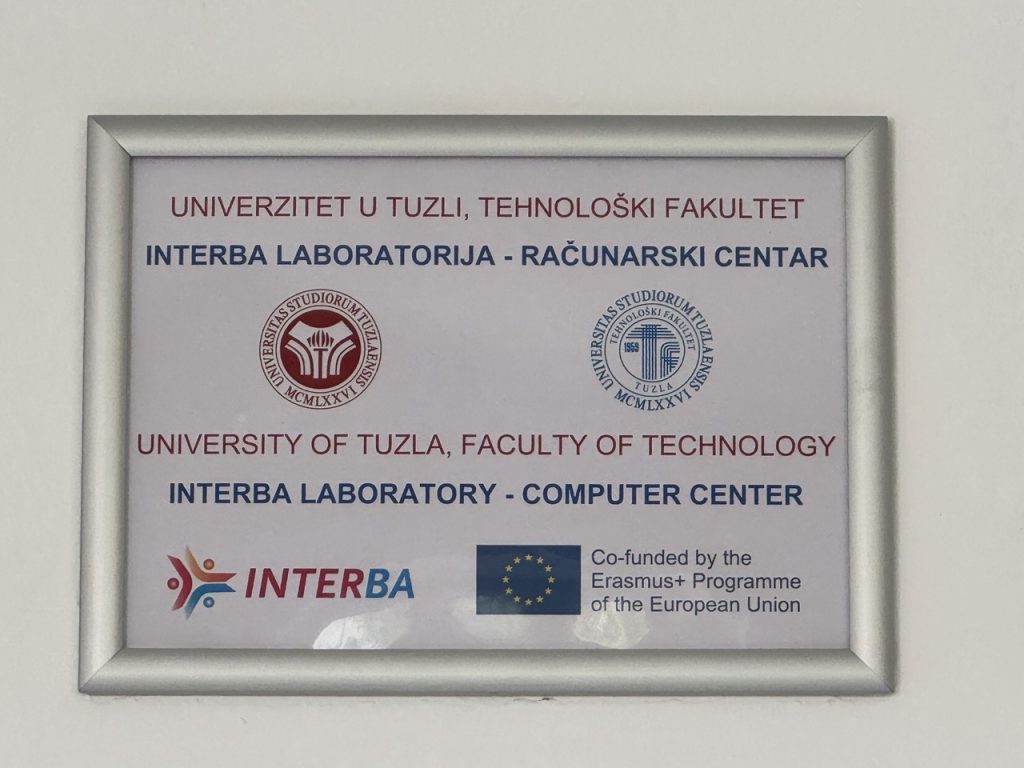 UNIVERZITET U TUZLI, TEHNOLOŠKI FAKULTET
INTERBA LABORATORIJA - RAČUNARSKI CENTAR
UNIVERSITAS STUDIORUM TUZLAENSIS
MCMLXXVI
UNIVERSITAS STUDIORUM TUZLAENSIS
MCMLXXVI
TEHNOLOŠKI FAKULTET
1959
TUZLA
UNIVERSITY OF TUZLA, FACULTY OF TECHNOLOGY
INTERBA LABORATORY - COMPUTER CENTER
INTERBA
Co-funded by the
Erasmus+ Programme
of the European Union